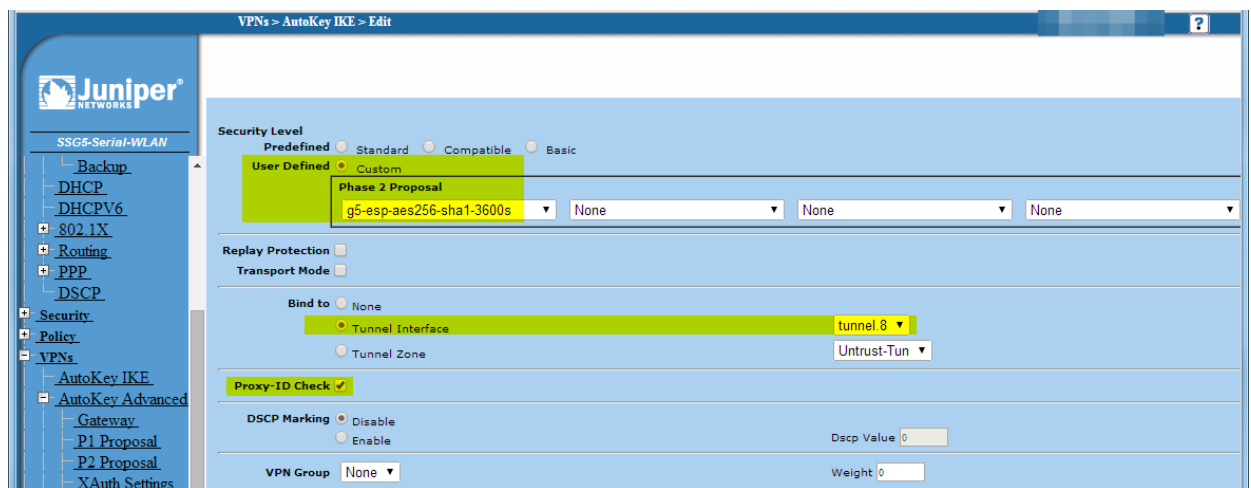 VPNs > AutoKey IKE > Edit
?
Juniper®
NETWORKS
SSG5-Serial-WLAN
Backup
DHCP
DHCPV6
802.1X
Routing
PPP
DSCP
Security
Policy
VPNs
AutoKey IKE
AutoKey Advanced
Gateway
P1 Proposal
P2 Proposal
XAuth Settings
Security Level
Predefined Standard Compatible Basic
User Defined Custom
Phase 2 Proposal
g5-esp-aes256-sha1-3600s None None None
Replay Protection
Transport Mode
Bind to None
Tunnel Interface tunnel.8
Tunnel Zone Untrust-Tun
Proxy-ID Check
DSCP Marking Disable
Enable Dscp Value 0
VPN Group None Weight 0